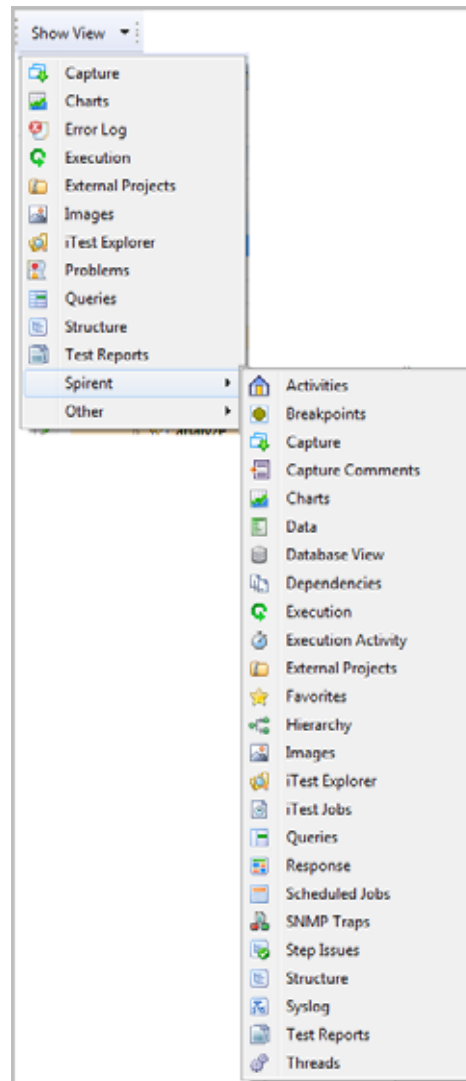 Show View
Capture
Charts
Error Log
Execution
External Projects
Images
iTest Explorer
Problems
Queries
Structure
Test Reports
Spirent
Other
analyze
Activities
Breakpoints
Capture
Capture Comments
Charts
Data
Database View
Dependencies
Execution
Execution Activity
External Projects
Favorites
Hierarchy
Images
iTest Explorer
iTest Jobs
Queries
Response
Scheduled Jobs
SNMP Traps
Step Issues
Structure
Syslog
Test Reports
Threads